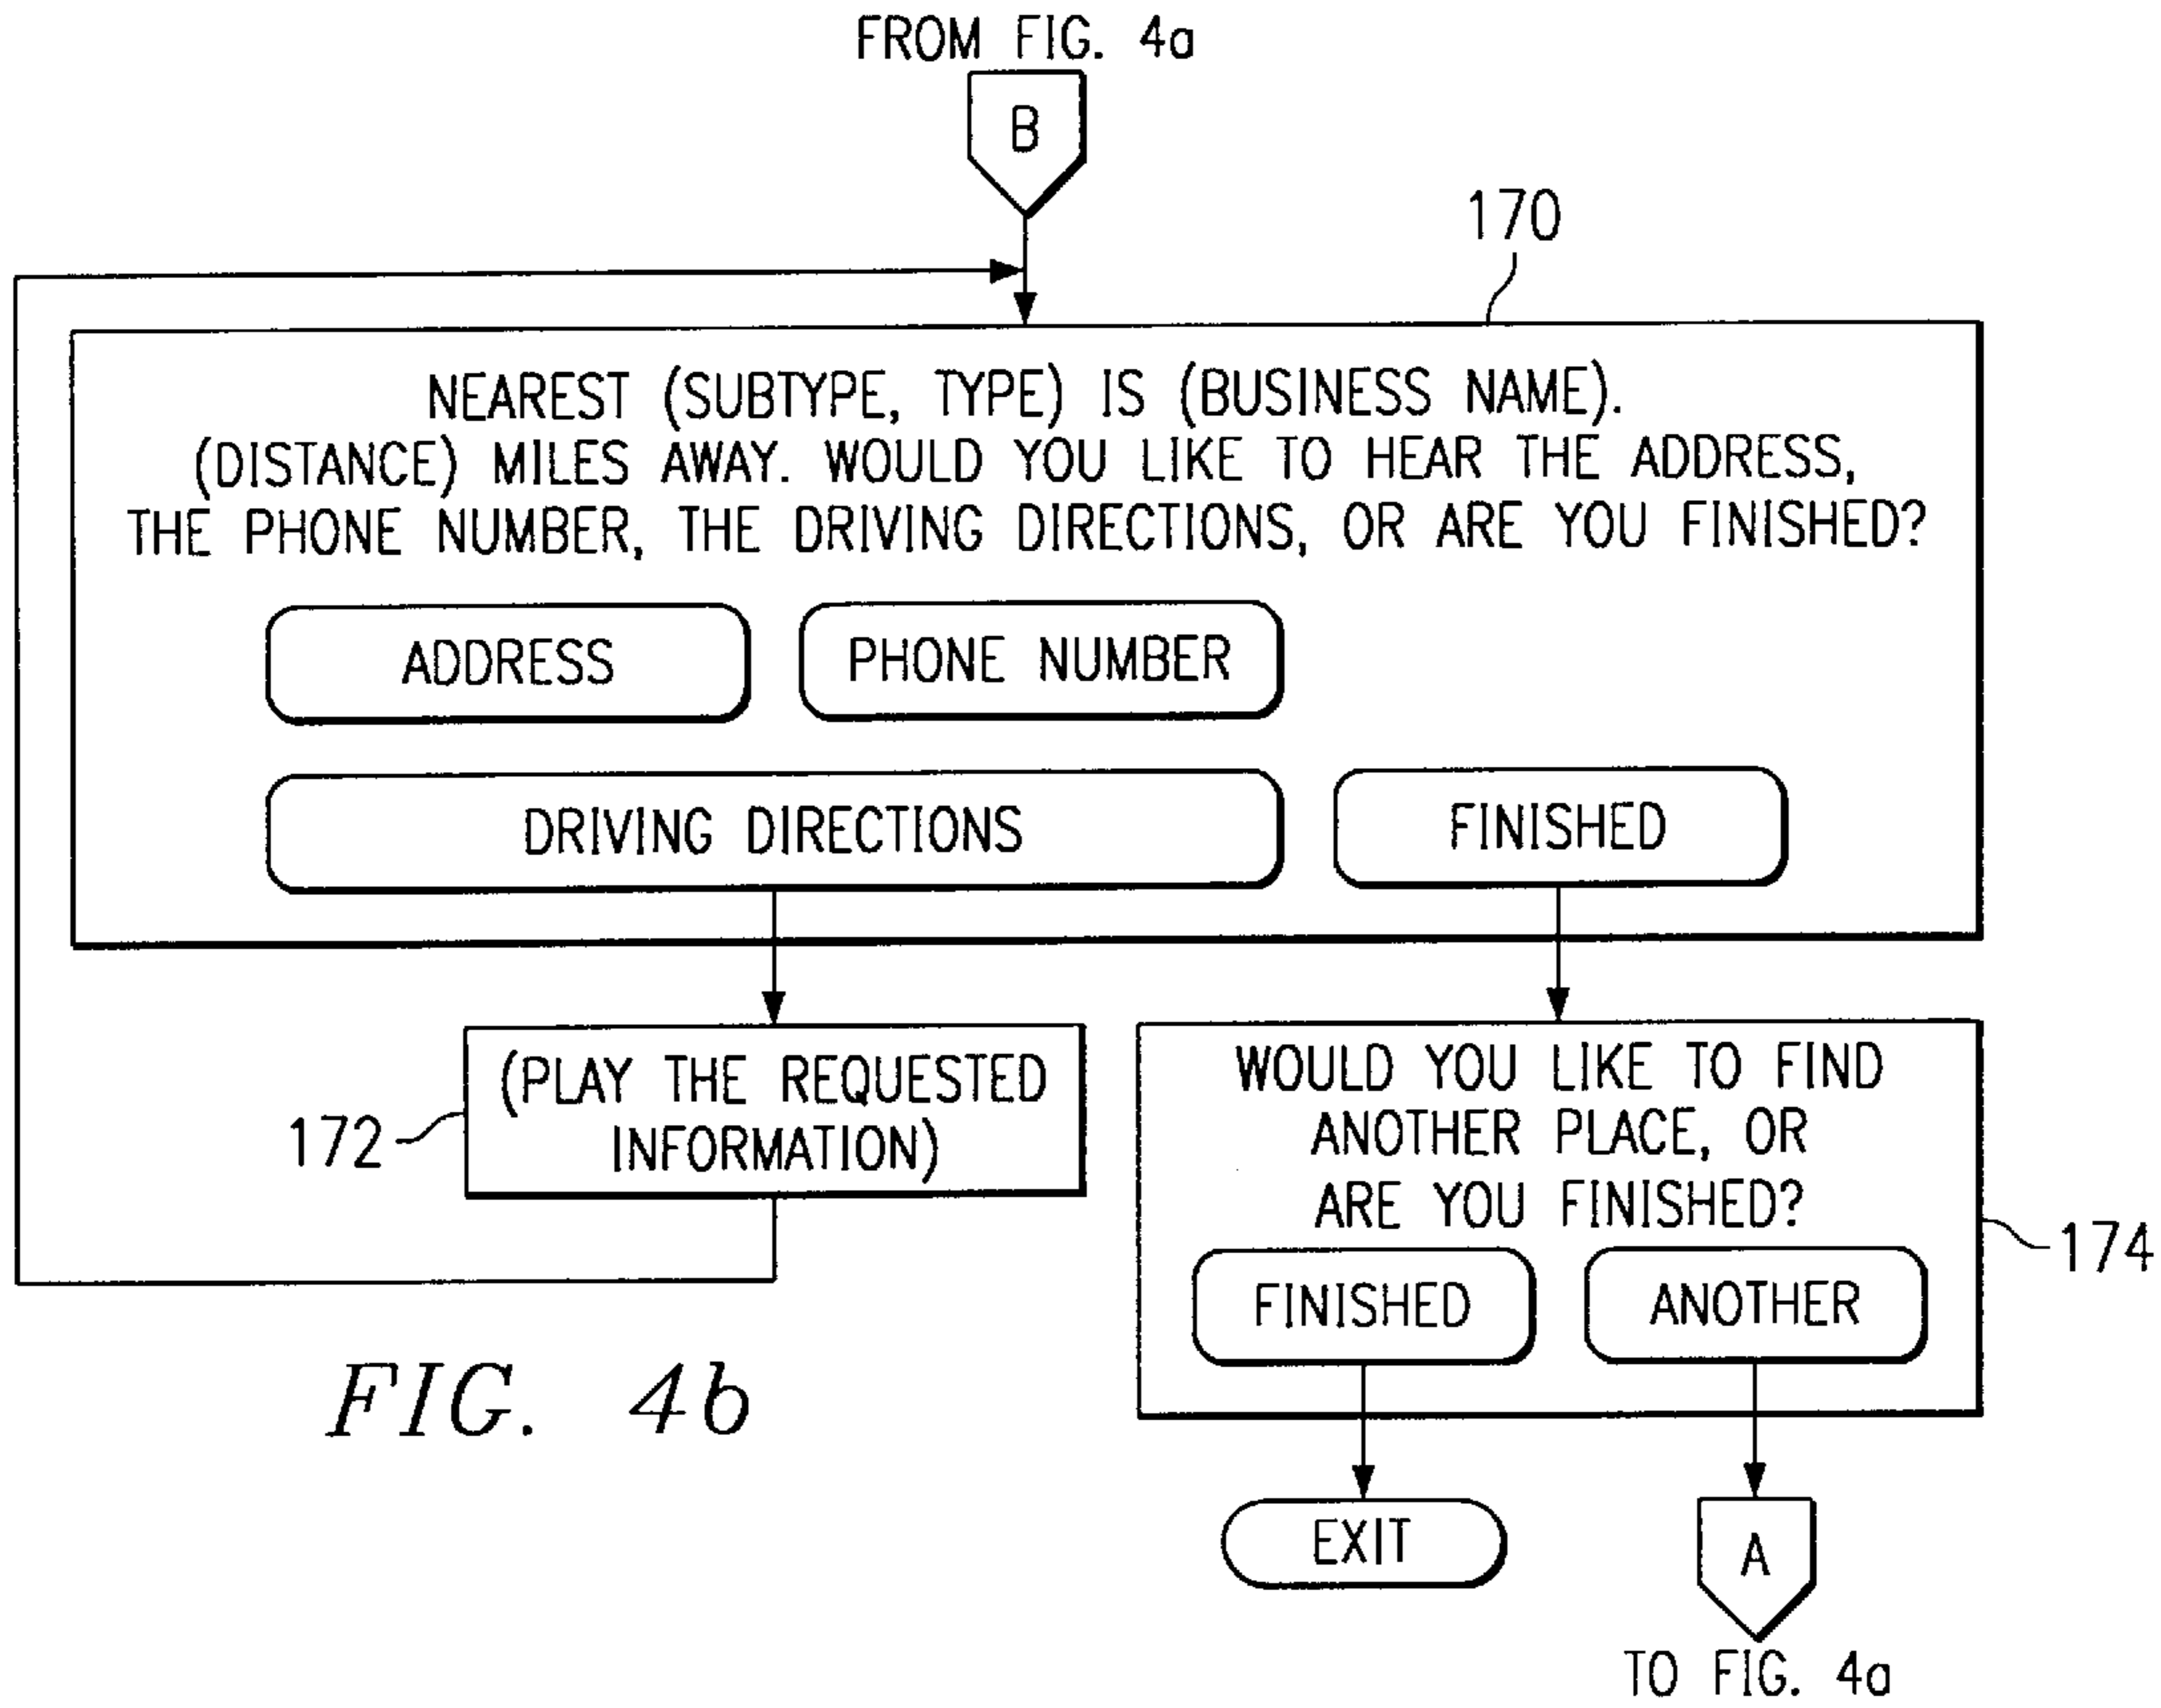 FROM FIG. 4a
B
170
NEAREST (SUBTYPE, TYPE) IS (BUSINESS NAME).
(DISTANCE) MILES AWAY. WOULD YOU LIKE TO HEAR THE ADDRESS,
THE PHONE NUMBER, THE DRIVING DIRECTIONS, OR ARE YOU FINISHED?
ADDRESS
PHONE NUMBER
DRIVING DIRECTIONS
FINISHED
172
(PLAY THE REQUESTED
INFORMATION)
WOULD YOU LIKE TO FIND
ANOTHER PLACE, OR
ARE YOU FINISHED?
174
FINISHED
ANOTHER
FIG. 4b
EXIT
A
TO FIG. 4a